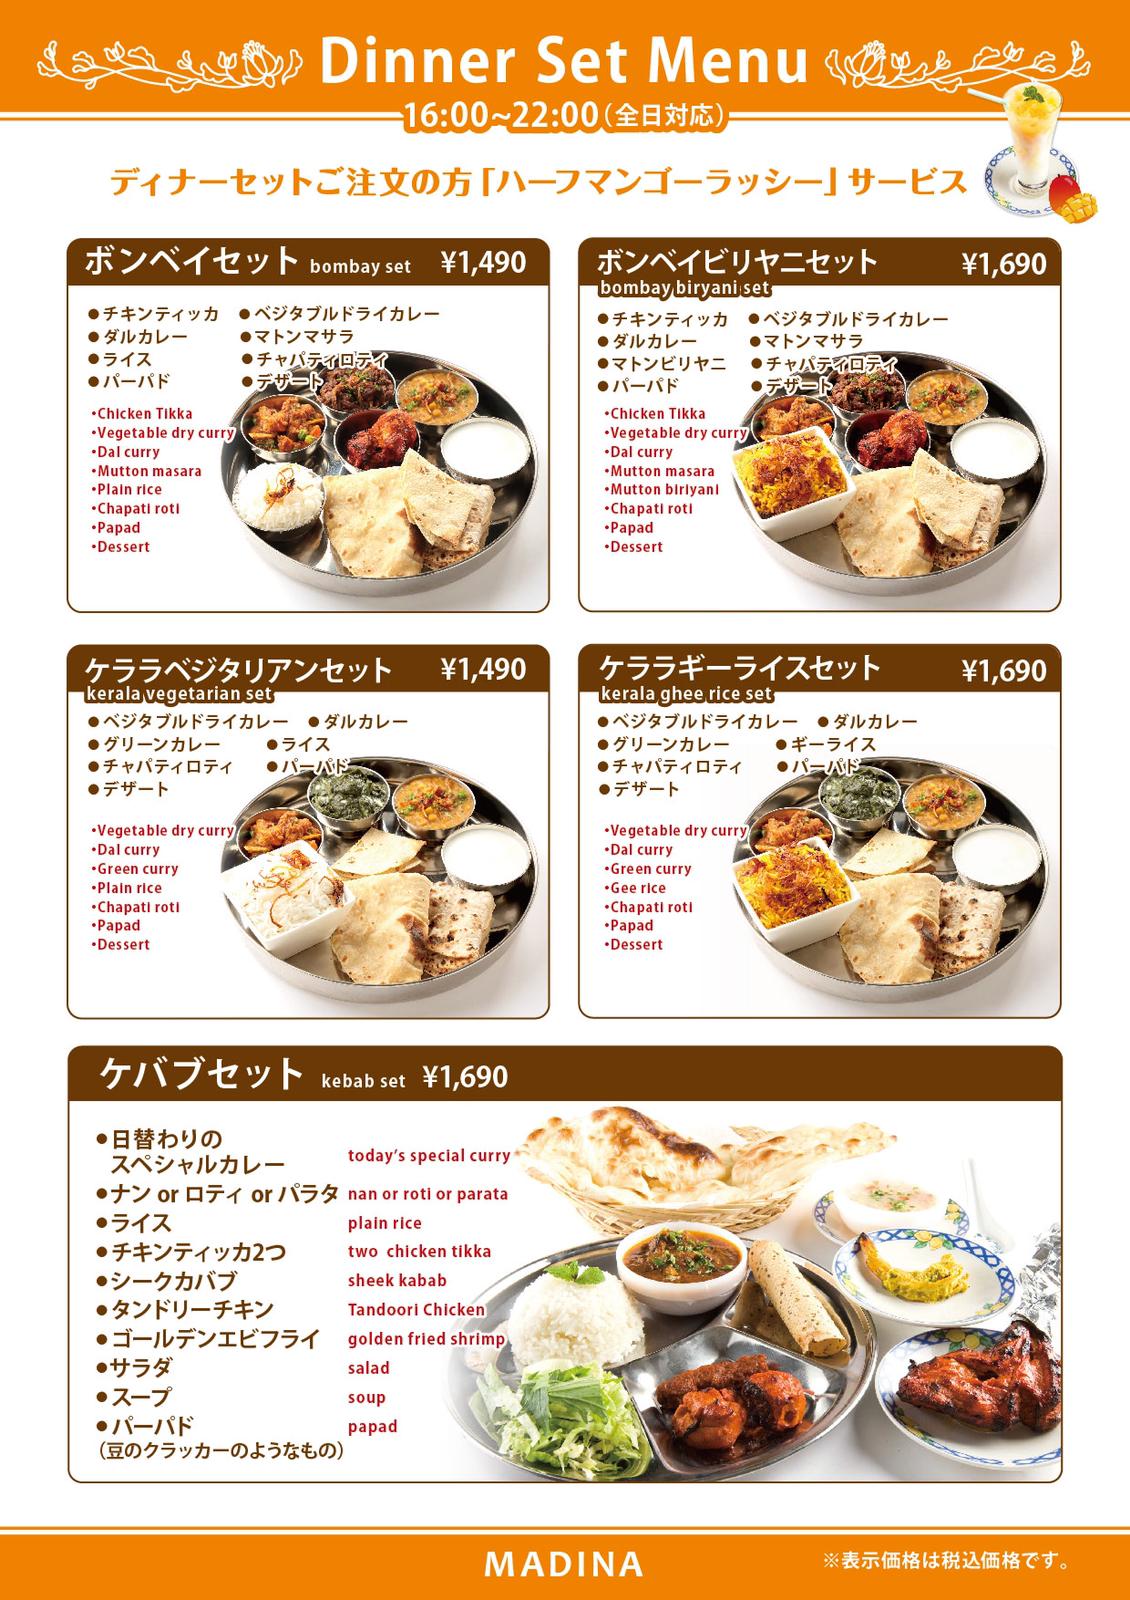 Dinner Set Menu
16:00~22:00(全日対応)
ディナーセットご注文の方「ハーフマンゴーラッシー」サービス
ボンベイセット bombay set ¥1,490
●チキンティッカ ●ベジタブルドライカレー
●ダルカレー ●マトンマサラ
●ライス ●チャパティロティ
●パーパド ●デザート
•Chicken Tikka
•Vegetable dry curry
•Dal curry
•Mutton masara
•Plain rice
•Chapati roti
•Papad
•Dessert
ボンベイビリヤニセット ¥1,690
bombay biryani set
●チキンティッカ ●ベジタブルドライカレー
●ダルカレー ●マトンマサラ
●マトンビリヤニ ●チャパティロティ
●パーパド ●デザート
•Chicken Tikka
•Vegetable dry curry
•Dal curry
•Mutton masara
•Mutton biriyani
•Chapati roti
•Papad
•Dessert
ケララベジタリアンセット ¥1,490
kerala vegetarian set
●ベジタブルドライカレー ●ダルカレー
●グリーンカレー ●ライス
●チャパティロティ ●パーパド
●デザート
•Vegetable dry curry
•Dal curry
•Green curry
•Plain rice
•Chapati roti
•Papad
•Dessert
ケララギーライスセット ¥1,690
kerala ghee rice set
●ベジタブルドライカレー ●ダルカレー
●グリーンカレー ●ギーライス
●チャパティロティ ●パーパド
●デザート
•Vegetable dry curry
•Dal curry
•Green curry
•Gee rice
•Chapati roti
•Papad
•Dessert
ケバブセット kebab set ¥1,690
●日替わりの
スペシャルカレー today's special curry
●ナン or ロティ or パラタ nan or roti or parata
●ライス plain rice
●チキンティッカ2つ two chicken tikka
●シークカバブ sheek kabab
●タンドリーチキン Tandoori Chicken
●ゴールデンエビフライ golden fried shrimp
●サラダ salad
●スープ soup
●パーパド papad
(豆のクラッカーのようなもの)
MADINA
※表示価格は税込価格です。